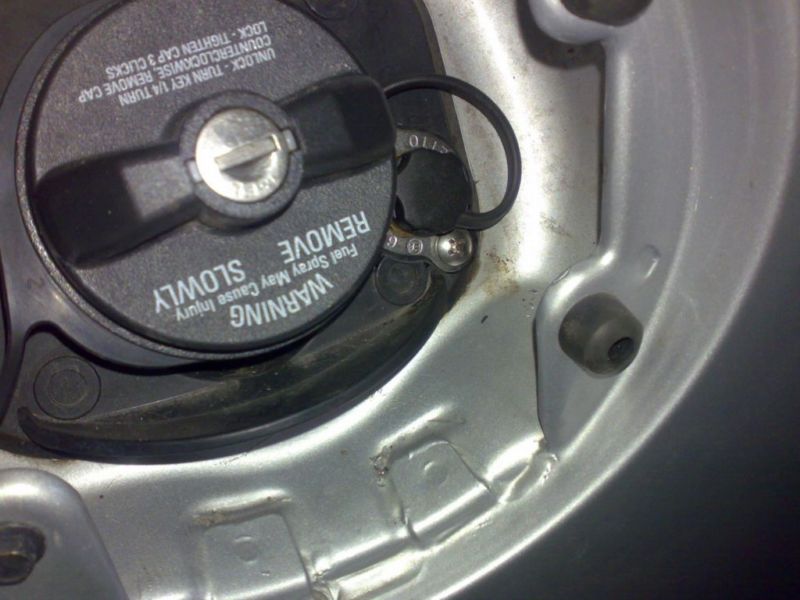 WARNING
Fuel Spray May Cause Injury
REMOVE SLOWLY
UNLOCK - TURN KEY 1/4 TURN
COUNTERCLOCKWISE, REMOVE CAP
LOCK - TIGHTEN CAP 3 CLICKS